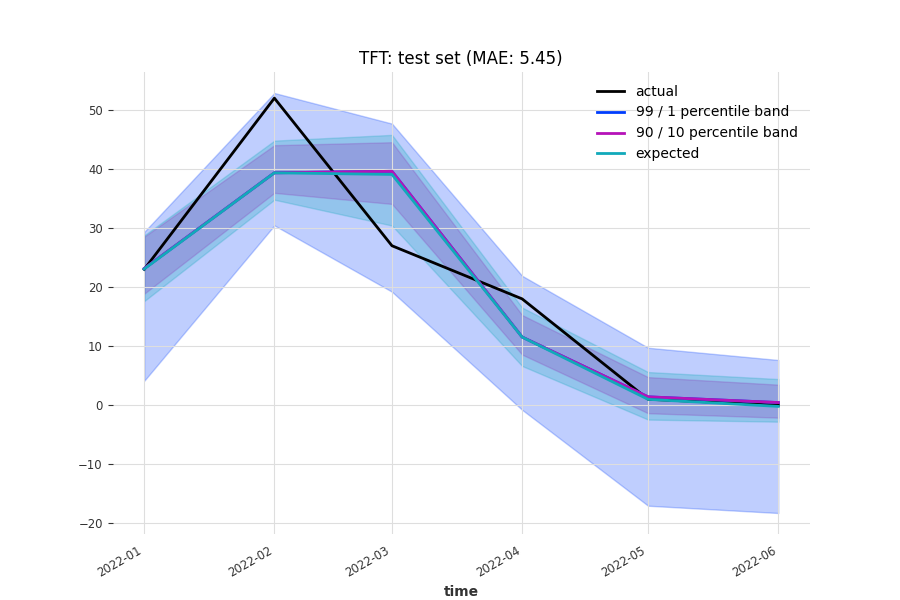 TFT: test set (MAE: 5.45)
actual
99 / 1 percentile band
90 / 10 percentile band
expected
50
40
30
20
10
0
−10
−20
2022-01
2022-02
2022-03
2022-04
2022-05
2022-06
time